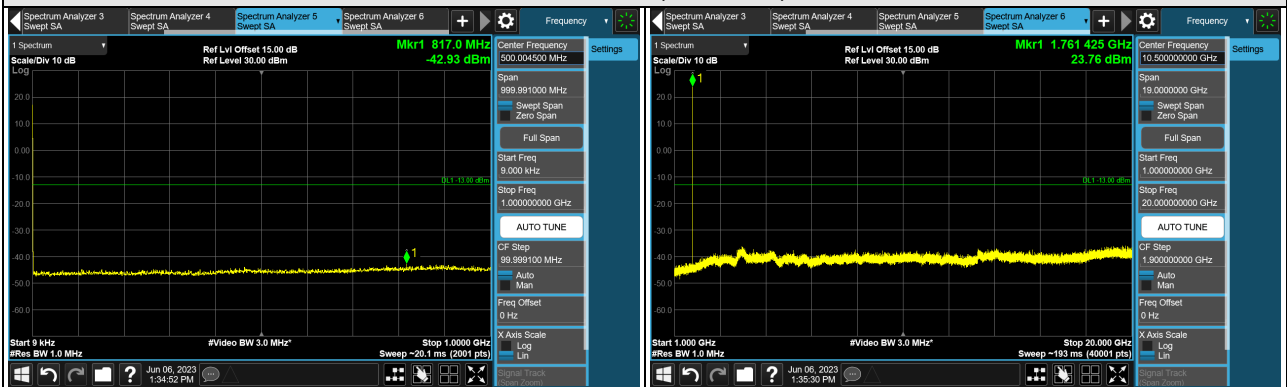 Spectrum Analyzer 3
Swept SA
Spectrum Analyzer 4
Swept SA
Spectrum Analyzer 5
Swept SA
Spectrum Analyzer 6
Swept SA
+
Frequency
1 Spectrum
Scale/Div 10 dB
Log
Ref Lvl Offset 15.00 dB
Ref Level 30.00 dBm
Mkr1 817.0 MHz
-42.93 dBm
20.0
10.0
0.00
-10.0
-20.0
-30.0
-40.0
-50.0
-60.0
DL1 -13.00 dBm
1
Start 9 kHz
#Res BW 1.0 MHz
#Video BW 3.0 MHz*
Stop 1.0000 GHz
Sweep ~20.1 ms (2001 pts)
Center Frequency
500.004500 MHz
Settings
Span
999.991000 MHz
Swept Span
Zero Span
Full Span
Start Freq
9.000 kHz
Stop Freq
1.000000000 GHz
AUTO TUNE
CF Step
99.999100 MHz
Auto
Man
Freq Offset
0 Hz
X Axis Scale
Log
Lin
Signal Track
(Span Zoom)
?
Jun 06, 2023
1:34:52 PM
Spectrum Analyzer 3
Swept SA
Spectrum Analyzer 4
Swept SA
Spectrum Analyzer 5
Swept SA
Spectrum Analyzer 6
Swept SA
+
Frequency
1 Spectrum
Scale/Div 10 dB
Log
Ref Lvl Offset 15.00 dB
Ref Level 30.00 dBm
Mkr1 1.761 425 GHz
23.76 dBm
1
20.0
10.0
0.00
-10.0
-20.0
-30.0
-40.0
-50.0
-60.0
DL1 -13.00 dBm
Start 1.000 GHz
#Res BW 1.0 MHz
#Video BW 3.0 MHz*
Stop 20.000 GHz
Sweep ~193 ms (40001 pts)
Center Frequency
10.500000000 GHz
Settings
Span
19.0000000 GHz
Swept Span
Zero Span
Full Span
Start Freq
1.000000000 GHz
Stop Freq
20.000000000 GHz
AUTO TUNE
CF Step
1.900000000 GHz
Auto
Man
Freq Offset
0 Hz
X Axis Scale
Log
Lin
Signal Track
(Span Zoom)
?
Jun 06, 2023
1:35:30 PM